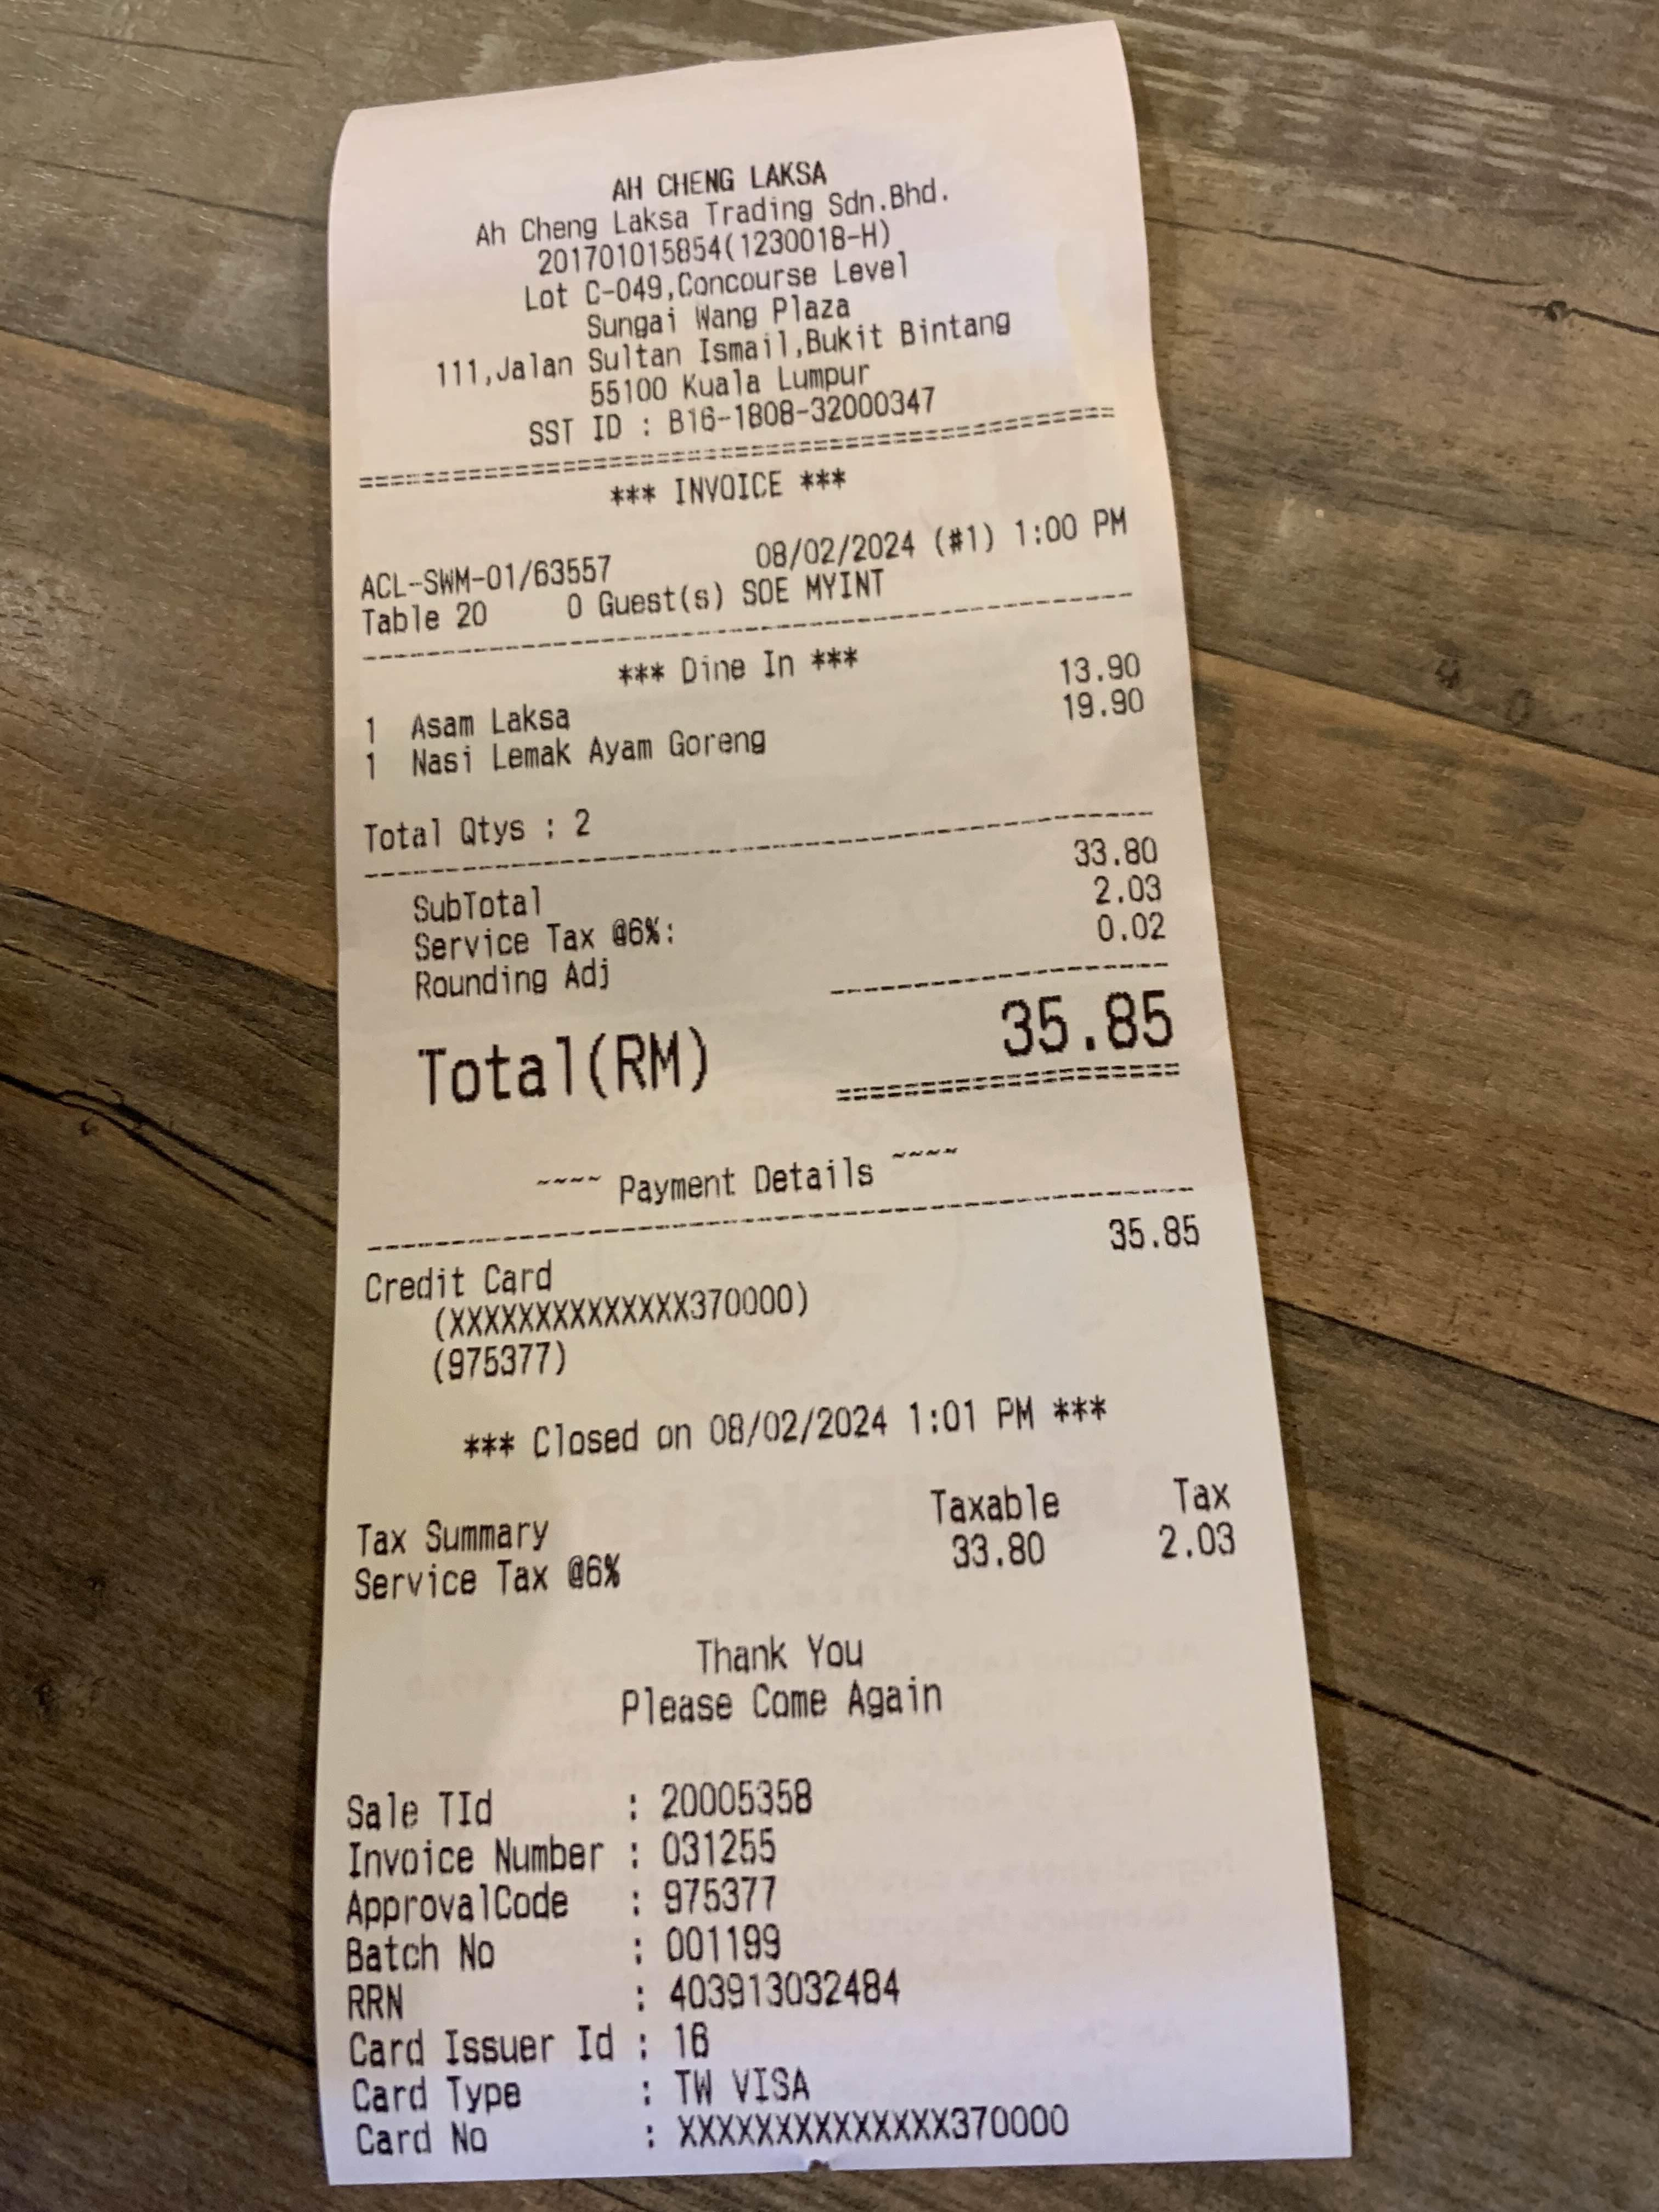 AH CHENG LAKSA
Ah Cheng Laksa Trading Sdn.Bhd.
201701015854(1230018-H)
Lot C-049,Concourse Level
Sungai Wang Plaza
111,Jalan Sultan Ismail,Bukit Bintang
55100 Kuala Lumpur
SST ID : B16-1808-32000347
*** INVOICE ***
ACL-SWM-01/63557 08/02/2024 (#1) 1:00 PM
Table 20 0 Guest(s) SOE MYINT
*** Dine In ***
1 Asam Laksa 13.90
1 Nasi Lemak Ayam Goreng 19.90
Total Qtys : 2
SubTotal 33.80
Service Tax @6%: 2.03
Rounding Adj 0.02
Total(RM) 35.85
~~~~ Payment Details ~~~~
Credit Card 35.85
(XXXXXXXXXXXXXX370000)
(975377)
*** Closed on 08/02/2024 1:01 PM ***
Tax Summary Taxable Tax
Service Tax @6% 33.80 2.03
Thank You
Please Come Again
Sale TId : 20005358
Invoice Number : 031255
ApprovalCode : 975377
Batch No : 001199
RRN : 403913032484
Card Issuer Id : 16
Card Type : TW VISA
Card No : XXXXXXXXXXXXXX370000